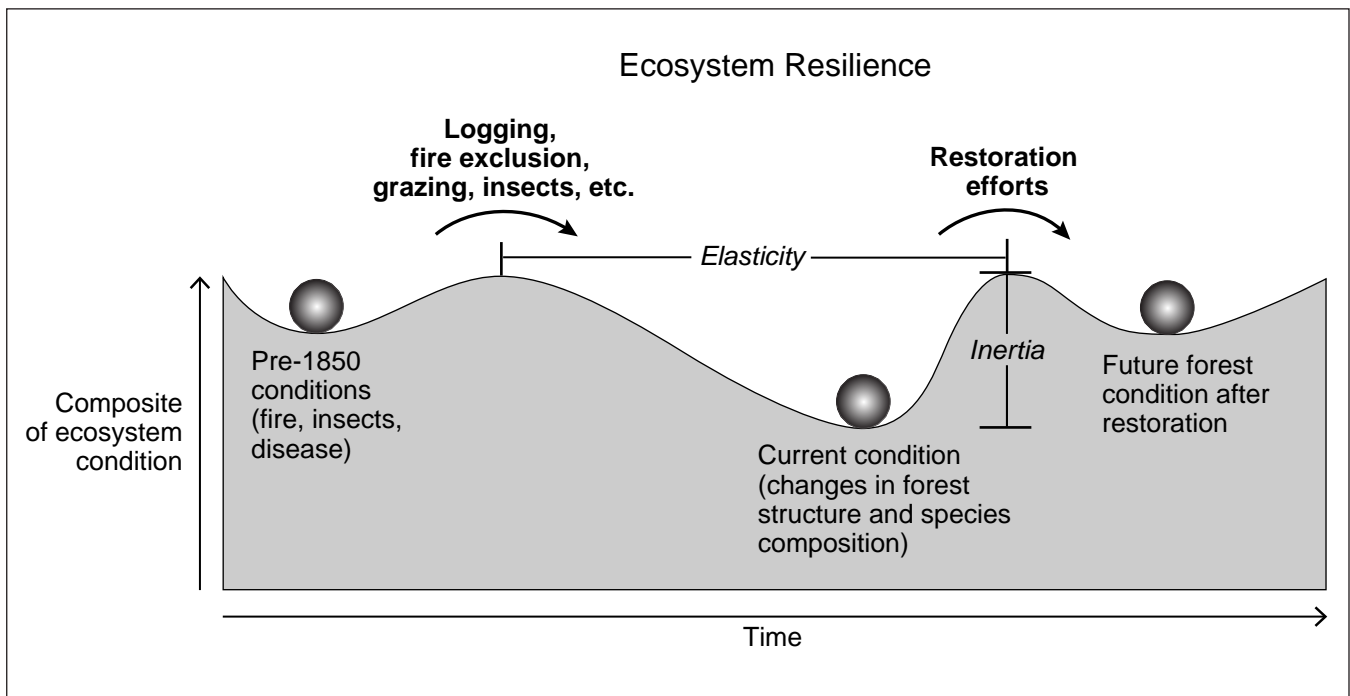 Ecosystem Resilience
Logging,
fire exclusion,
grazing, insects, etc.
Restoration
efforts
Elasticity
Inertia
Pre-1850
conditions
(fire, insects,
disease)
Future forest
condition after
restoration
Composite
of ecosystem
condition
Current condition
(changes in forest
structure and species
composition)
Time